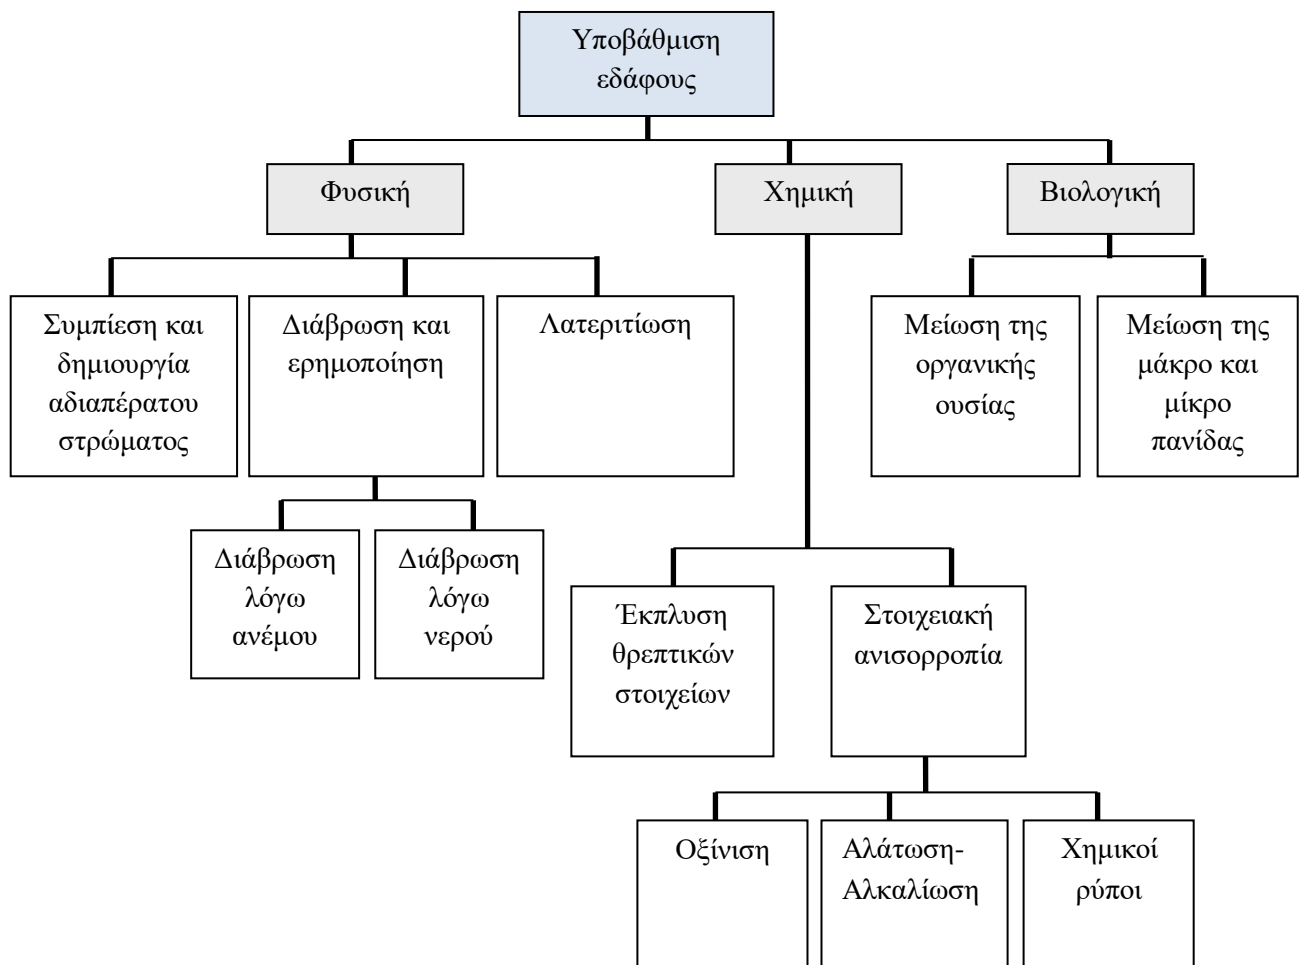 Υποβάθμιση
εδάφους
Φυσική
Χημική
Βιολογική
Συμπίεση και
δημιουργία
αδιαπέρατου
στρώματος
Διάβρωση και
ερημοποίηση
Λατεριτίωση
Μείωση της
οργανικής
ουσίας
Μείωση της
μάκρο και
μίκρο
πανίδας
Διάβρωση
λόγω
ανέμου
Διάβρωση
λόγω
νερού
Έκπλυση
θρεπτικών
στοιχείων
Στοιχειακή
ανισορροπία
Οξίνιση
Αλάτωση-
Αλκαλίωση
Χημικοί
ρύποι